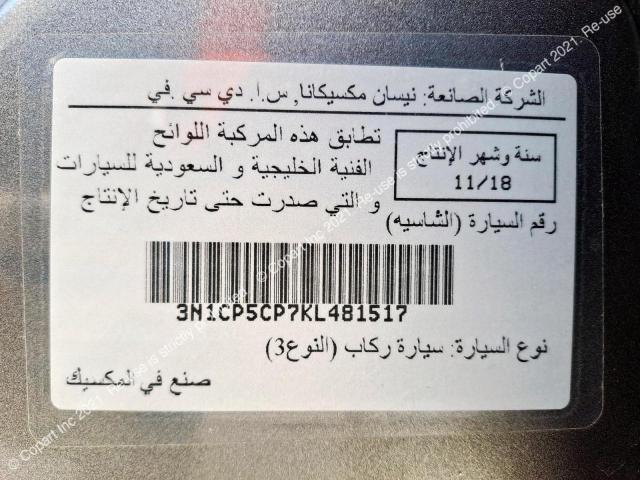 الشركة الصانعة: نيسان مكسيكانا, س.ا. دي سي .في
سنة وشهر الإنتاج
11/18
تطابق هذه المركبة اللوائح
الفنية الخليجية و السعودية للسيارات
و التي صدرت حتى تاريخ الإنتاج
رقم السيارة (الشاسيه)
3N1CP5CP7KL481517
نوع السيارة: سيارة ركاب (النوع3)
صنع في المكسيك
© Copart Inc 2021. Re-use is strictly prohibited
© Copart Inc 2021. Re-use is strictly prohibited
© Copart 2021. Re-use